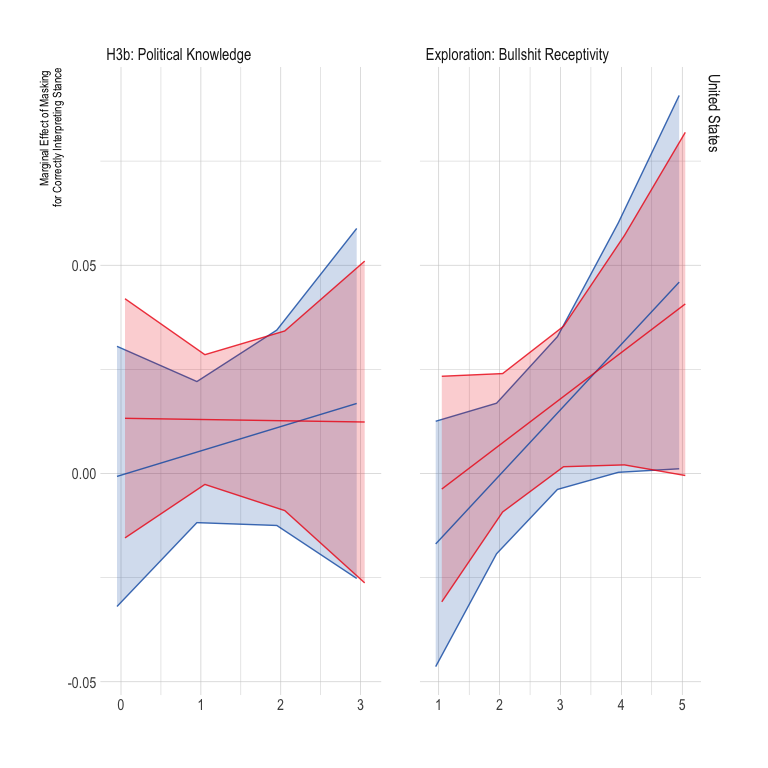 H3b: Political Knowledge
Exploration: Bullshit Receptivity
Marginal Effect of Masking
for Correctly Interpreting Stance
United States
0.05
0.00
-0.05
0 1 2 3
1 2 3 4 5